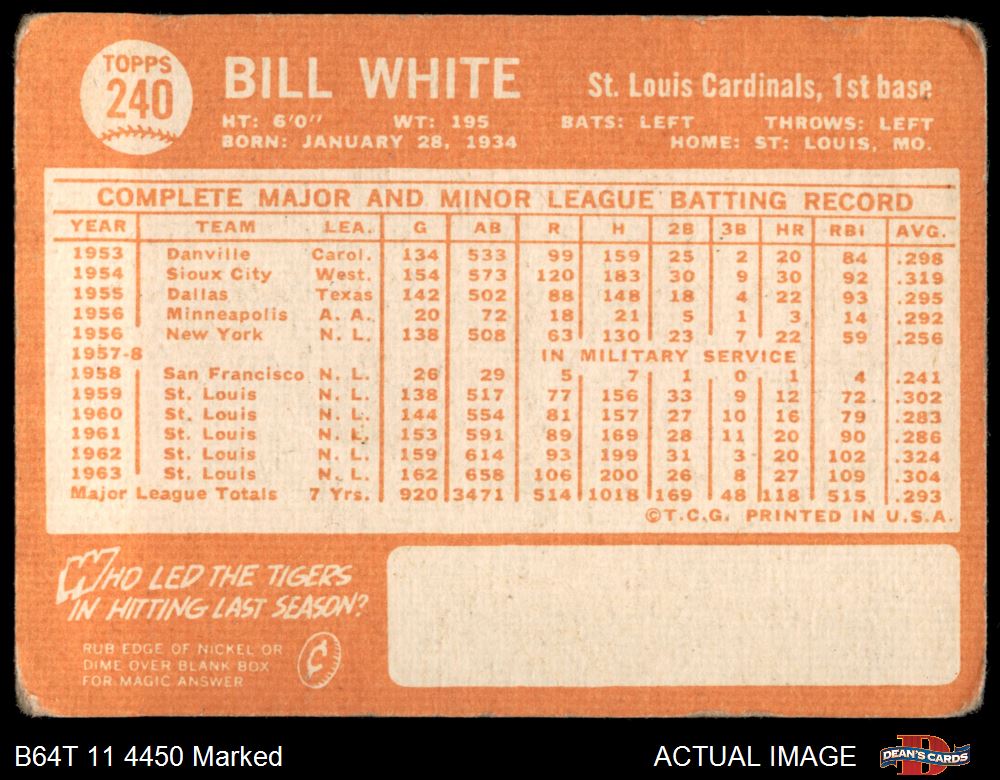 TOPPS
240
BILL WHITE
St. Louis Cardinals, 1st base
HT: 6'0" WT: 195 BATS: LEFT THROWS: LEFT
BORN: JANUARY 28, 1934 HOME: ST: LOUIS, MO.
COMPLETE MAJOR AND MINOR LEAGUE BATTING RECORD
YEAR TEAM LEA. G AB R H 2B 3B HR RBI AVG.
1953 Danville Carol. 134 533 99 159 25 2 20 84 .298
1954 Sioux City West. 154 573 120 183 30 9 30 92 .319
1955 Dallas Texas 142 502 88 148 18 4 22 93 .295
1956 Minneapolis A. A. 20 72 18 21 5 1 3 14 .292
1956 New York N. L. 138 508 63 130 23 7 22 59 .256
1957-8 IN MILITARY SERVICE
1958 San Francisco N. L. 26 29 5 7 1 0 1 4 .241
1959 St. Louis N. L. 138 517 77 156 33 9 12 72 .302
1960 St. Louis N. L. 144 554 81 157 27 10 16 79 .283
1961 St. Louis N. L. 153 591 89 169 28 11 20 90 .286
1962 St. Louis N. L. 159 614 93 199 31 3 20 102 .324
1963 St. Louis N. L. 162 658 106 200 26 8 27 109 .304
Major League Totals 7 Yrs. 920 3471 514 1018 169 48 118 515 .293
©T.C.G. PRINTED IN U.S.A.
WHO LED THE TIGERS
IN HITTING LAST SEASON?
RUB EDGE OF NICKEL OR
DIME OVER BLANK BOX
FOR MAGIC ANSWER
¢
B64T 11 4450 Marked ACTUAL IMAGE
DEAN'S CARDS